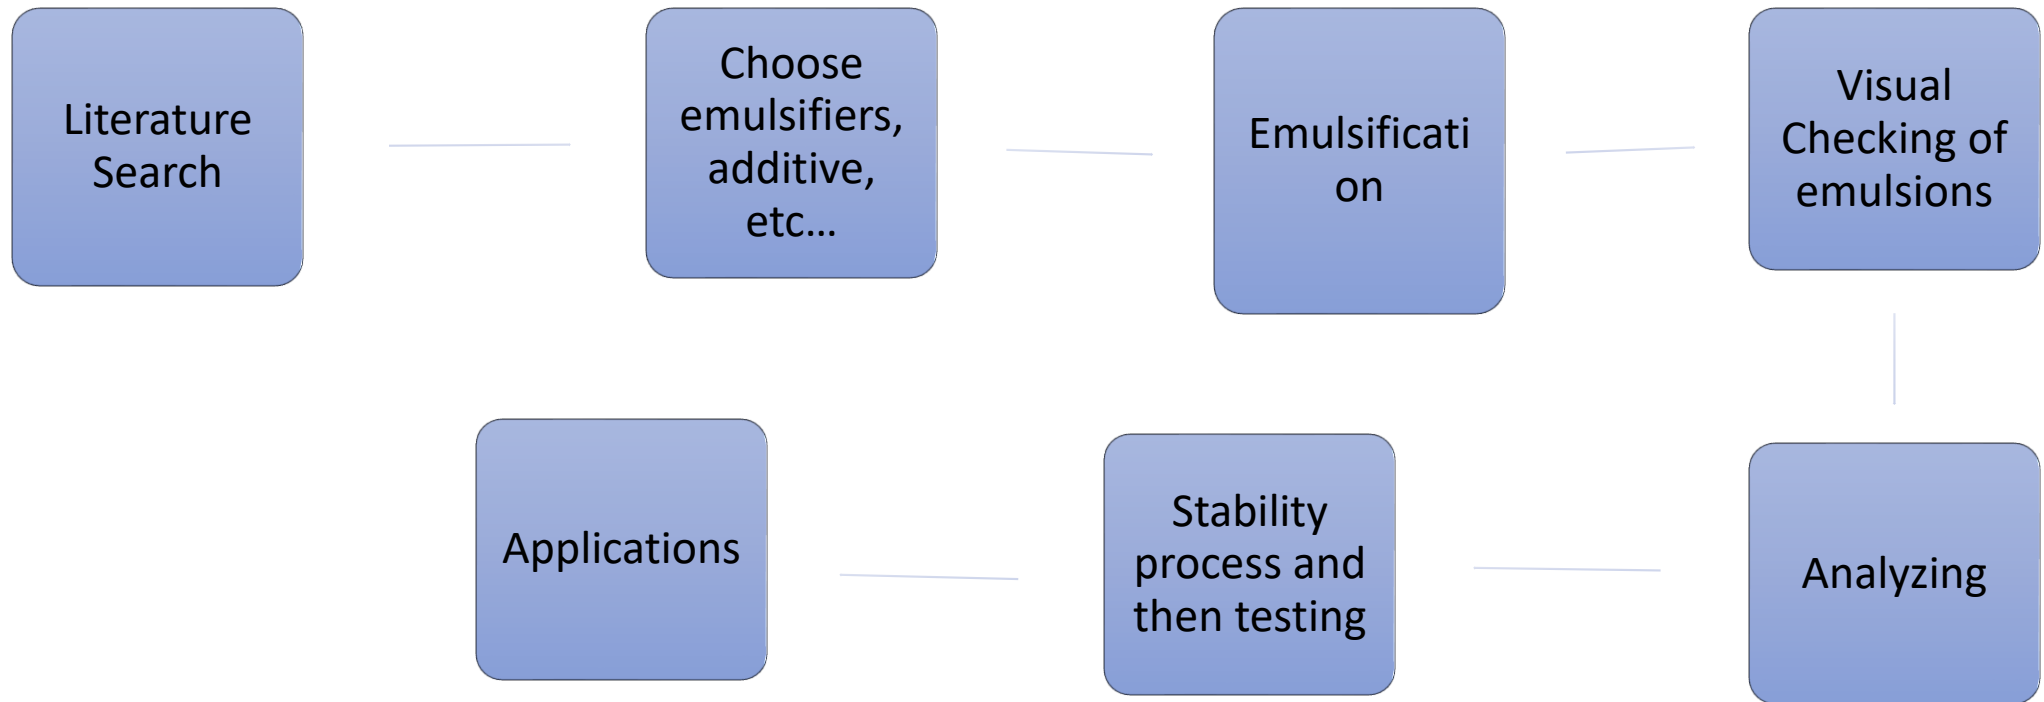 Literature
Search
Choose
emulsifiers,
additive,
etc…
Emulsificati
on
Visual
Checking of
emulsions
Analyzing
Stability
process and
then testing
Applications